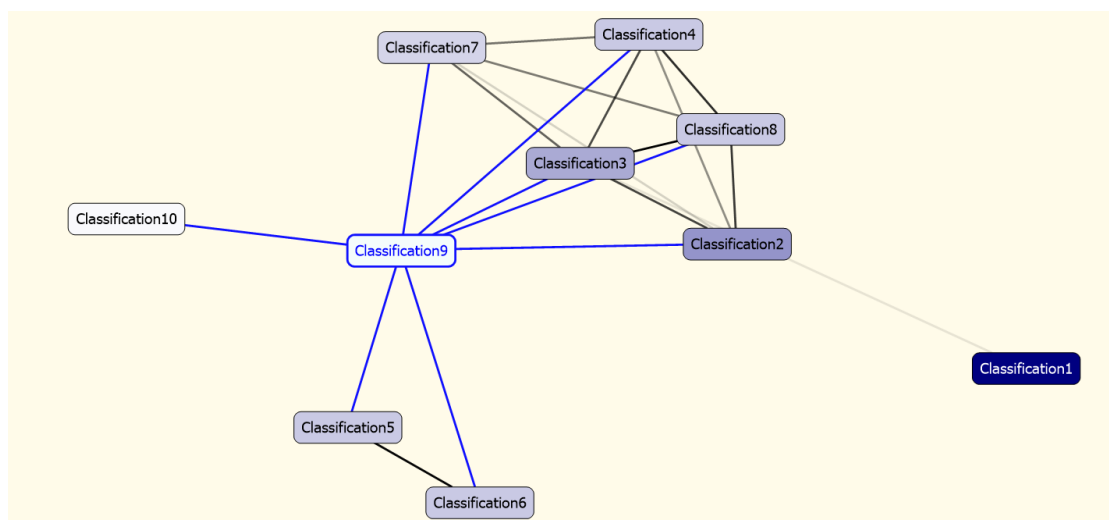 Classification4
Classification7
Classification8
Classification3
Classification10
Classification2
Classification9
Classification1
Classification5
Classification6